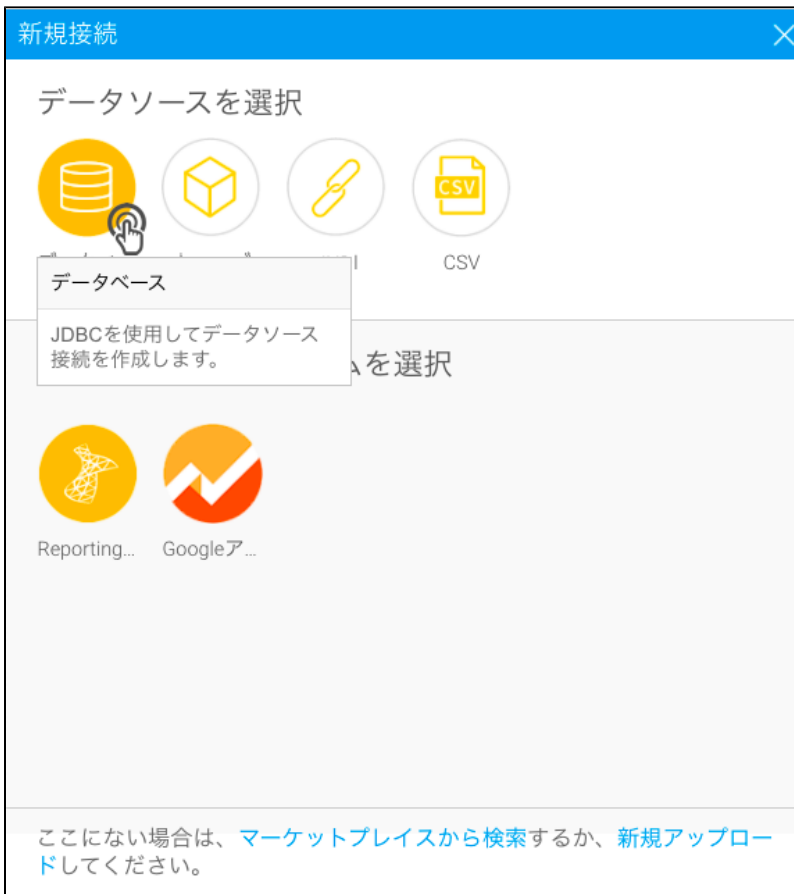 新規接続
データソースを選択
CSV
CSV
データベース
JDBCを使用してデータソース
接続を作成します。
を選択
Reporting...
Googleア...
ここにない場合は、マーケットプレイスから検索するか、新規アップロー
ドしてください。